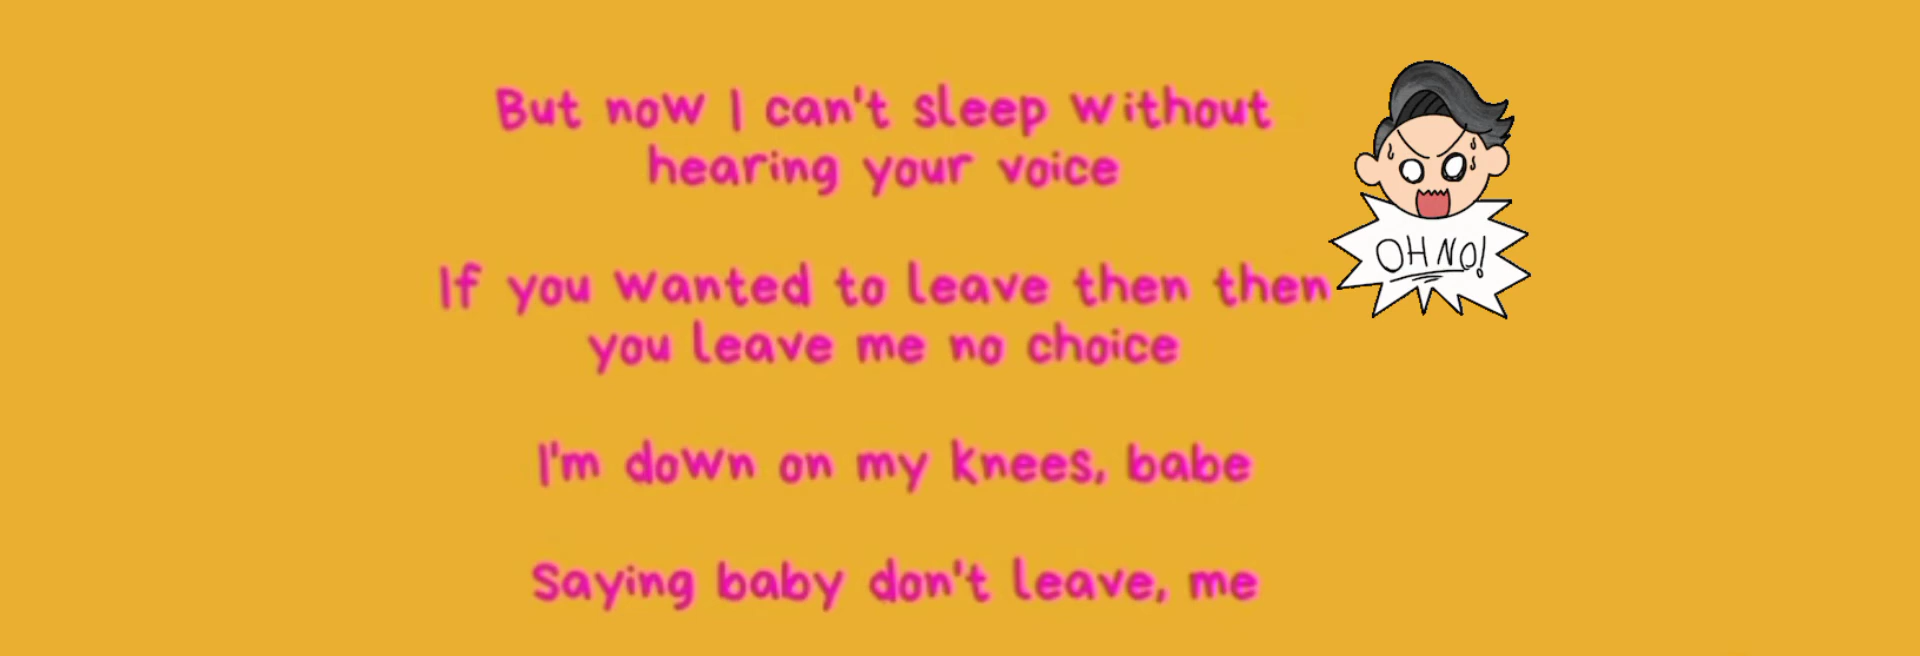 But now I can't sleep without
hearing your voice
OH NO!
If you wanted to leave then then
you leave me no choice
I'm down on my knees, babe
Saying baby don't leave, me